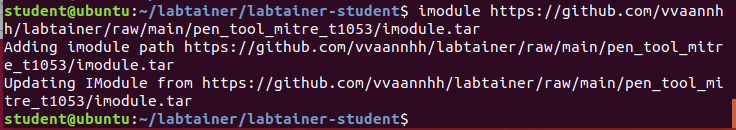 student@ubuntu:~/labtainer/labtainer-student$ imodule https://github.com/vvaannh
h/labtainer/raw/main/pen_tool_mitre_t1053/imodule.tar
Adding imodule path https://github.com/vvaannhh/labtainer/raw/main/pen_tool_mitr
e_t1053/imodule.tar
Updating IModule from https://github.com/vvaannhh/labtainer/raw/main/pen_tool_mi
tre_t1053/imodule.tar
student@ubuntu:~/labtainer/labtainer-student$